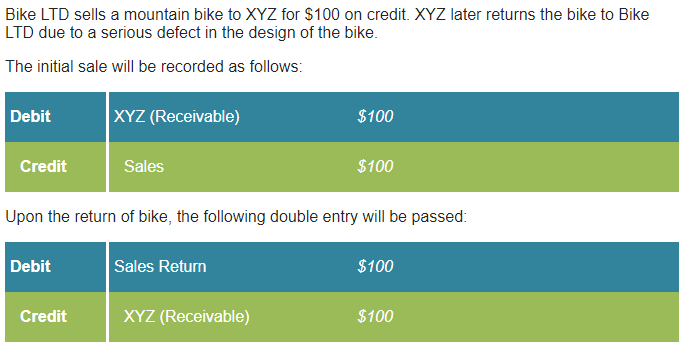 Bike LTD sells a mountain bike to XYZ for $100 on credit. XYZ later returns the bike to Bike
LTD due to a serious defect in the design of the bike.
The initial sale will be recorded as follows:
Debit XYZ (Receivable) $100
Credit Sales $100
Upon the return of bike, the following double entry will be passed:
Debit Sales Return $100
Credit XYZ (Receivable) $100